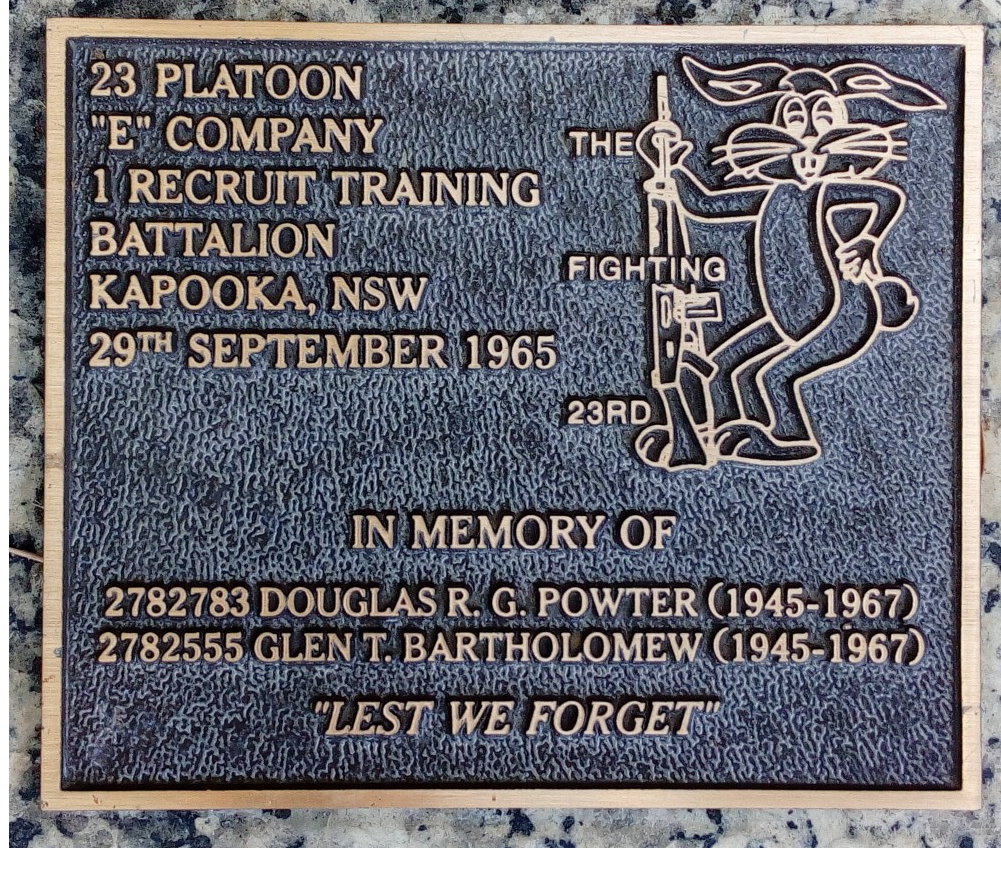 23 PLATOON
"E" COMPANY
1 RECRUIT TRAINING
BATTALION
KAPOOKA, NSW
29TH SEPTEMBER 1965
THE
FIGHTING
23RD
IN MEMORY OF
2782783 DOUGLAS R. G. POWTER (1945-1967)
2782555 GLEN T. BARTHOLOMEW (1945-1967)
"LEST WE FORGET"